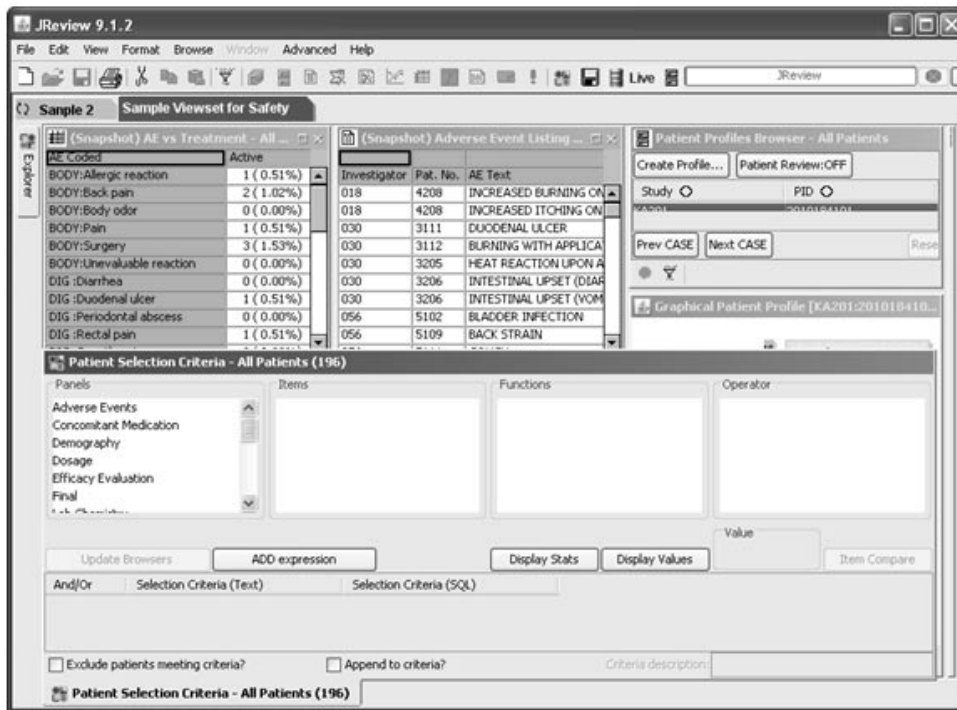 JReview 9.1.2
File Edit View Format Browse Window Advanced Help
Live JReview
Sanple 2 Sample Viewset for Safety
Explorer
(Snapshot) AE vs Treatment - All ...
AE Coded Active
BODY:Allergic reaction 1 ( 0.51%)
BODY:Back pain 2 ( 1.02%)
BODY:Body odor 0 ( 0.00%)
BODY:Pain 1 ( 0.51%)
BODY:Surgery 3 ( 1.53%)
BODY:Unevaluable reaction 0 ( 0.00%)
DIG :Diarrhea 0 ( 0.00%)
DIG :Duodenal ulcer 1 ( 0.51%)
DIG :Periodontal abscess 0 ( 0.00%)
DIG :Rectal pain 1 ( 0.51%)
(Snapshot) Adverse Event Listing ...
Investigator Pat. No. AE Text
018 4208 INCREASED BURNING ON
018 4208 INCREASED ITCHING ON
030 3111 DUODENAL ULCER
030 3112 BURNING WITH APPLICA
030 3205 HEAT REACTION UPON A
030 3206 INTESTINAL UPSET (DIAR
030 3206 INTESTINAL UPSET (VOM
056 5102 BLADDER INFECTION
056 5109 BACK STRAIN
Patient Profiles Browser - All Patients
Create Profile... Patient Review:OFF
Study PID
KA201 2010184101
Prev CASE Next CASE Rese
Graphical Patient Profile [KA201:201018410...
Patient Selection Criteria - All Patients (196)
Panels Items Functions Operator
Adverse Events
Concomitant Medication
Demography
Dosage
Efficacy Evaluation
Final
Lab Chemistry
Value
Update Browsers ADD expression Display Stats Display Values Item Compare
And/Or Selection Criteria (Text) Selection Criteria (SQL)
Exclude patients meeting criteria? Append to criteria? Criteria description:
Patient Selection Criteria - All Patients (196)